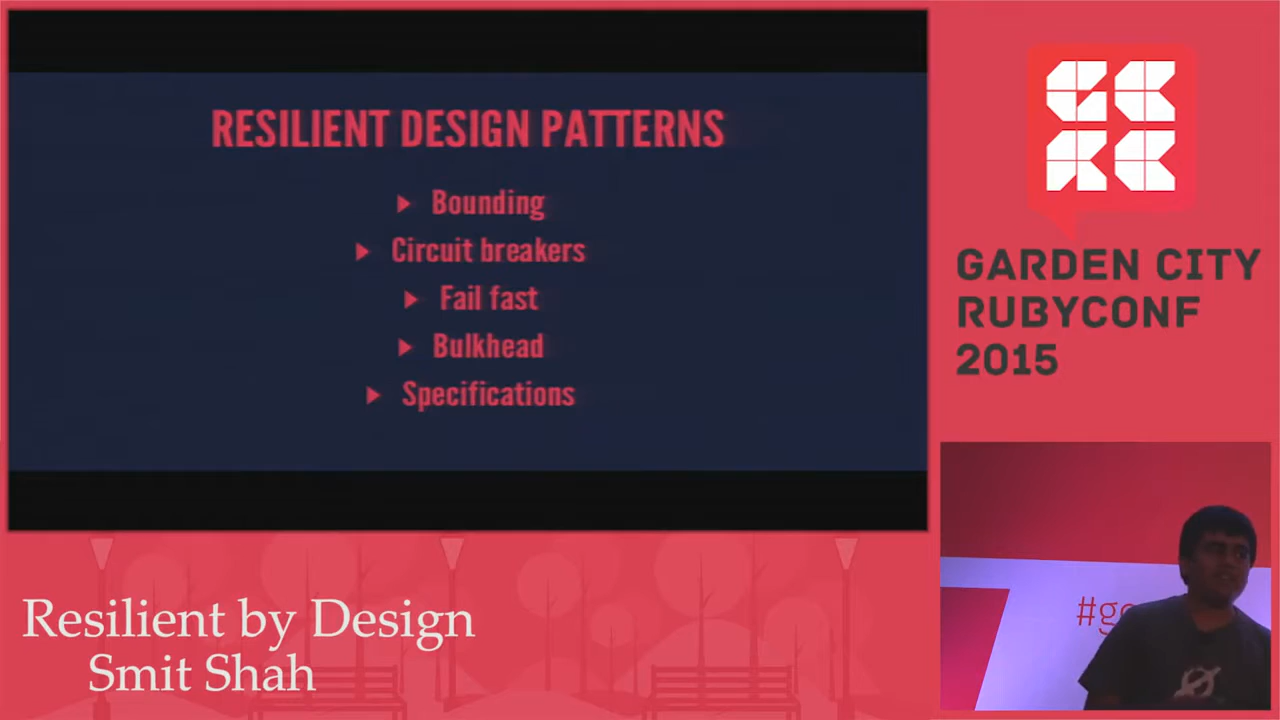 RESILIENT DESIGN PATTERNS
Bounding
Circuit breakers
Fail fast
Bulkhead
Specifications
GCRC
GARDEN CITY
RUBYCONF
2015
#g
Resilient by Design
Smit Shah